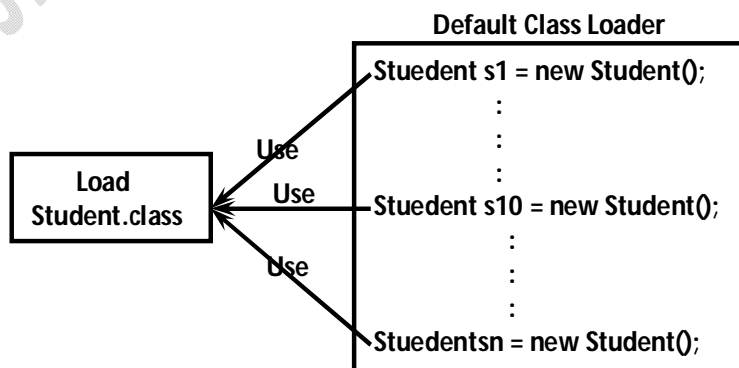 Default Class Loader
Stuedent s1 = new Student();
:
:
:
Use
Load
Student.class
Use
Stuedent s10 = new Student();
:
:
:
Use
Stuedentsn = new Student();